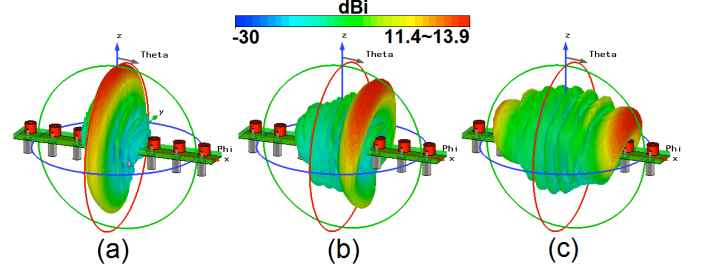 dBi
-30 11.4~13.9
z Theta y Phi x
z Theta Phi x
z Theta Phi x
(a) (b) (c)